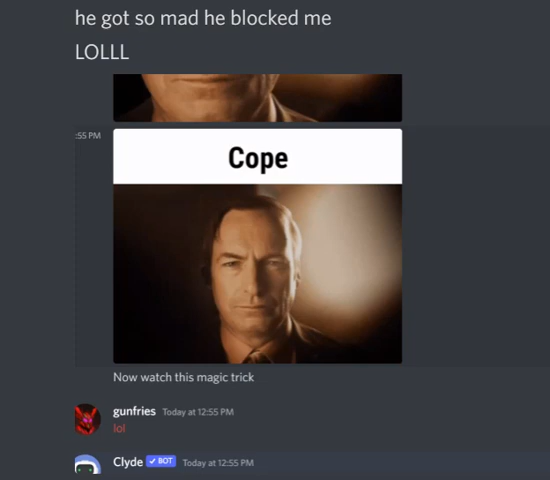 he got so mad he blocked me
LOLLL
:55 PM
Cope
Now watch this magic trick
gunfries Today at 12:55 PM
lol
Clyde BOT Today at 12:55 PM